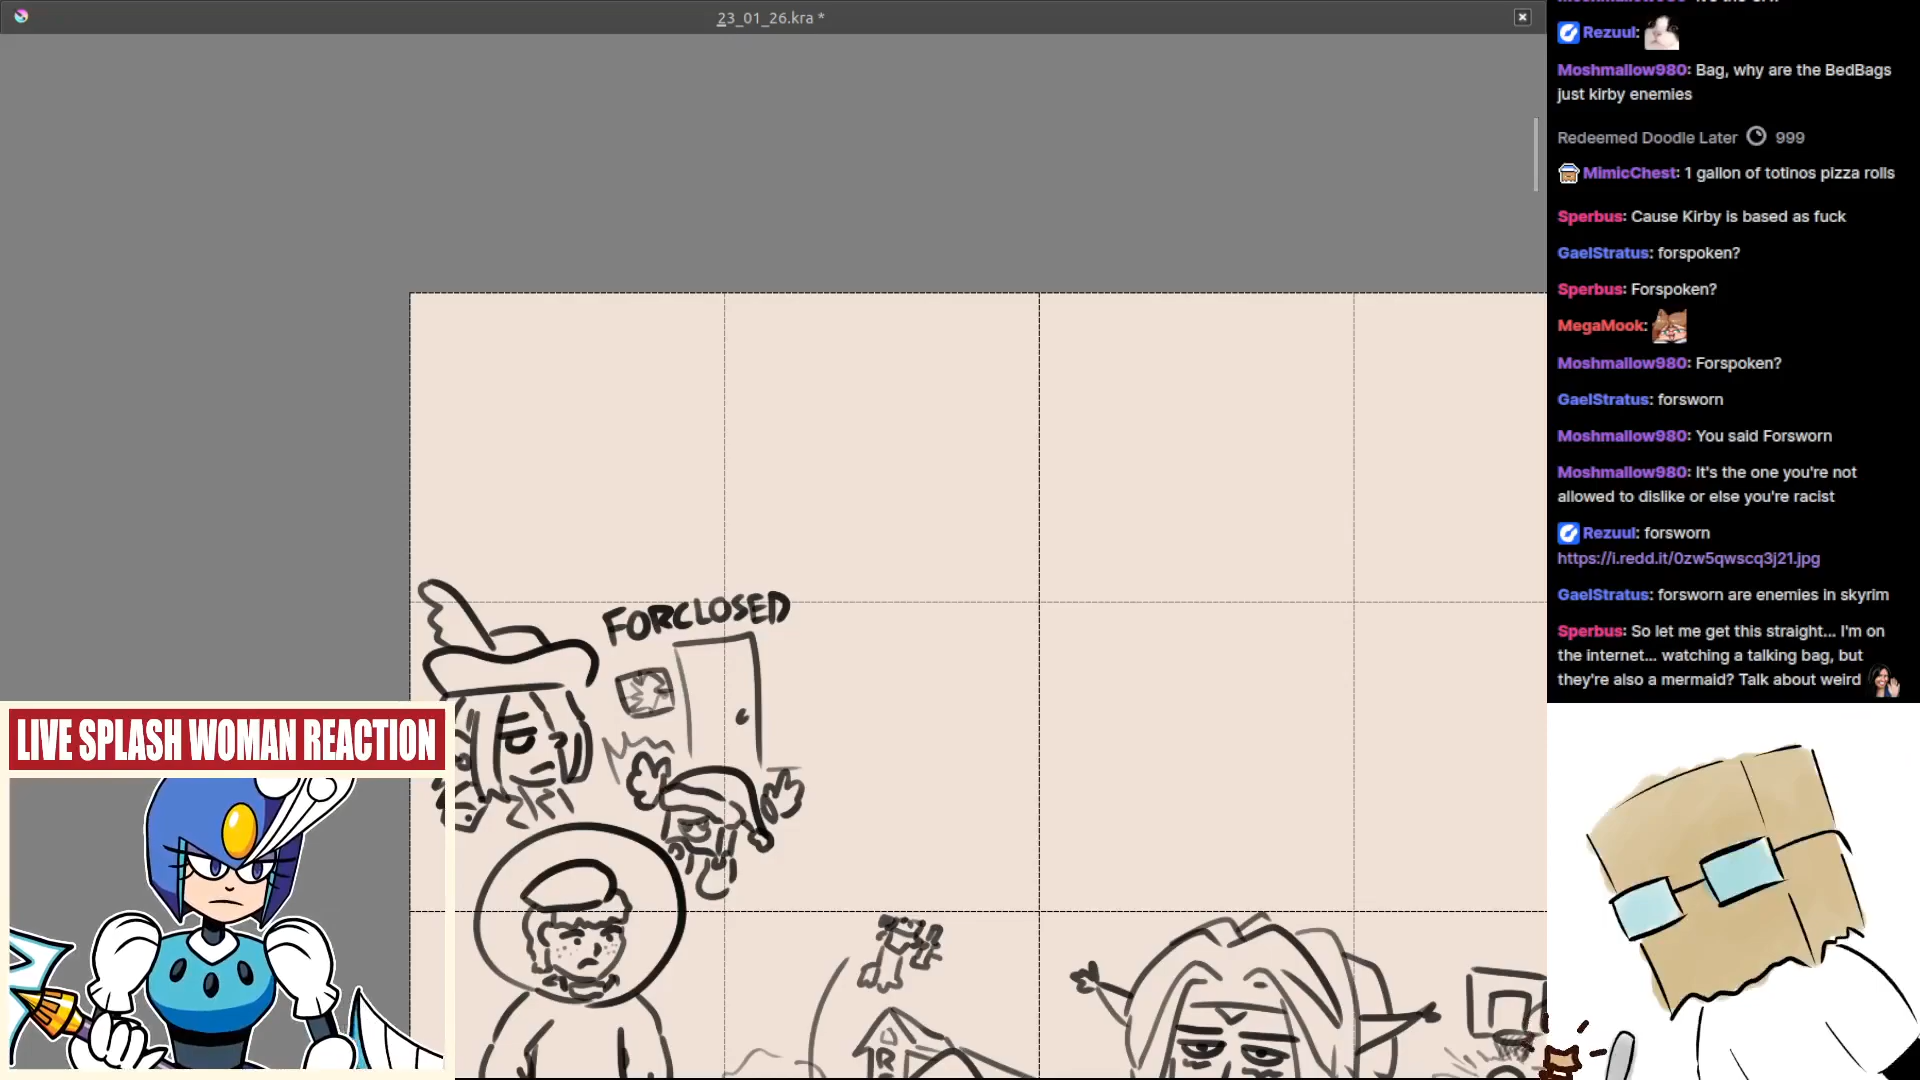 23_01_26.kra *
Rezuul:
Moshmallow980: Bag, why are the BedBags
just kirby enemies
Redeemed Doodle Later 999
MimicChest: 1 gallon of totinos pizza rolls
Sperbus: Cause Kirby is based as fuck
GaelStratus: forspoken?
Sperbus: Forspoken?
MegaMook:
Moshmallow980: Forspoken?
GaelStratus: forsworn
Moshmallow980: You said Forsworn
Moshmallow980: It's the one you're not
allowed to dislike or else you're racist
Rezuul: forsworn
https://i.redd.it/0zw5qwscq3j21.jpg
GaelStratus: forsworn are enemies in skyrim
Sperbus: So let me get this straight... I'm on
the internet... watching a talking bag, but
they're also a mermaid? Talk about weird
FORCLOSED
LIVE SPLASH WOMAN REACTION
R